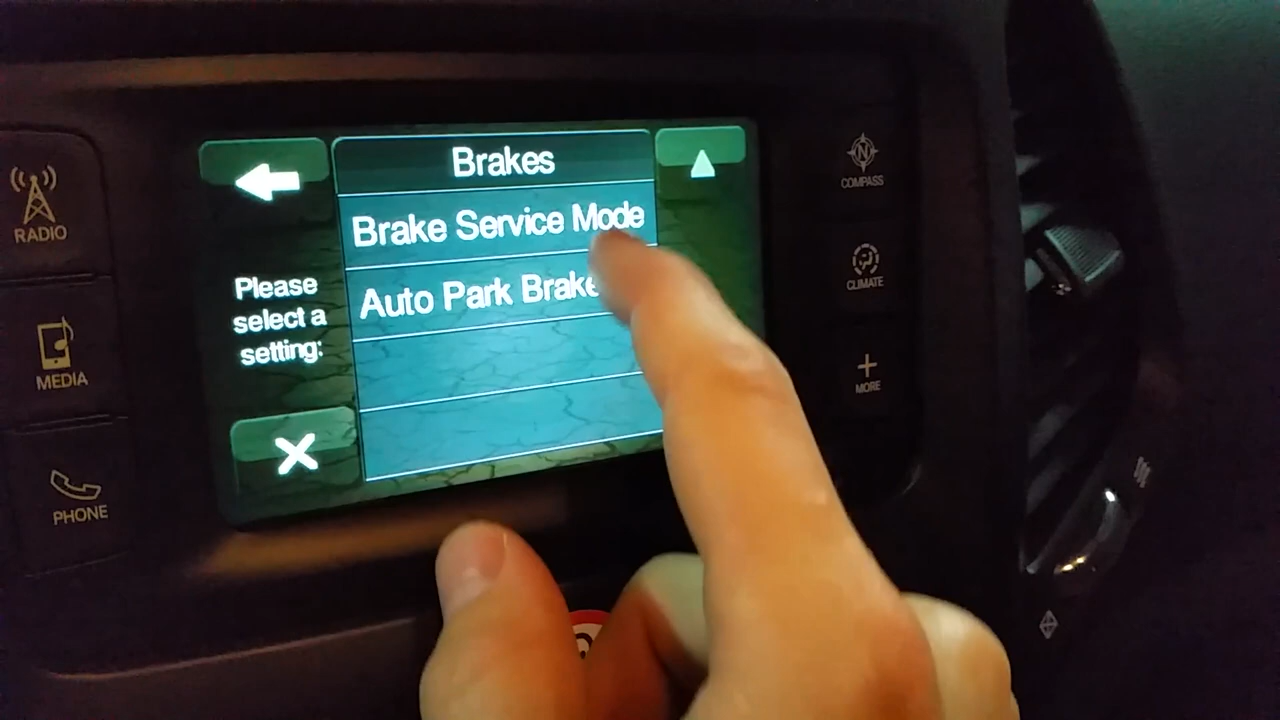 RADIO
MEDIA
PHONE
Please
select a
setting:
Brakes
Brake Service Mode
Auto Park Brake
N
COMPASS
CLIMATE
MORE